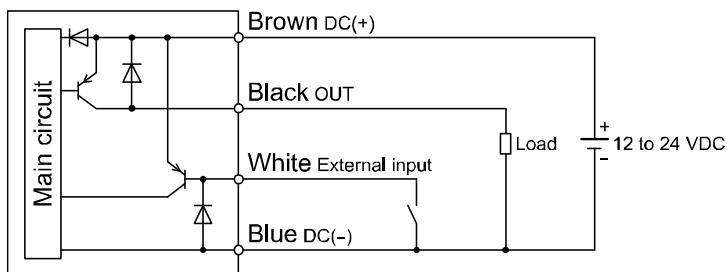 Main circuit
Brown DC(+)
Black OUT
White External input
Blue DC(−)
Load
+
−
12 to 24 VDC